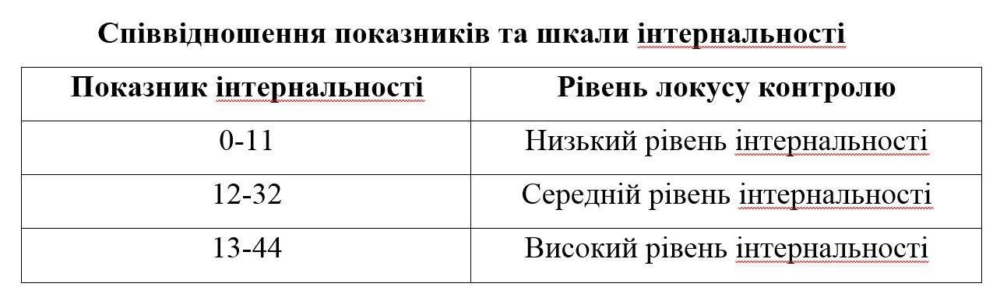 Співвідношення показників та шкали інтернальності
Показник інтернальності Рівень локусу контролю
0-11 Низький рівень інтернальності
12-32 Середній рівень інтернальності
13-44 Високий рівень інтернальності